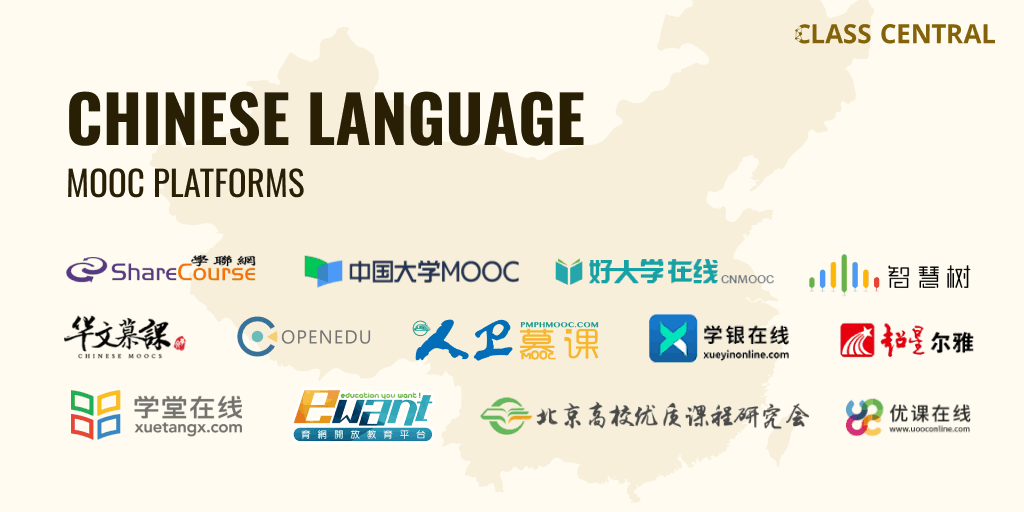 CLASS CENTRAL
CHINESE LANGUAGE
MOOC PLATFORMS
學聯網
ShareCourse
中国大学MOOC
好大学在线 CNMOOC
智慧树
华文慕課
CHINESE MOOCS
OPENEDU
PMPHMOOC.COM
人卫慕课
学银在线
xueyinonline.com
超星尔雅
学堂在线
xuetangx.com
education you want!
ewant
育網開放教育平台
北京高校优质课程研究会
优课在线
www.uooconline.com